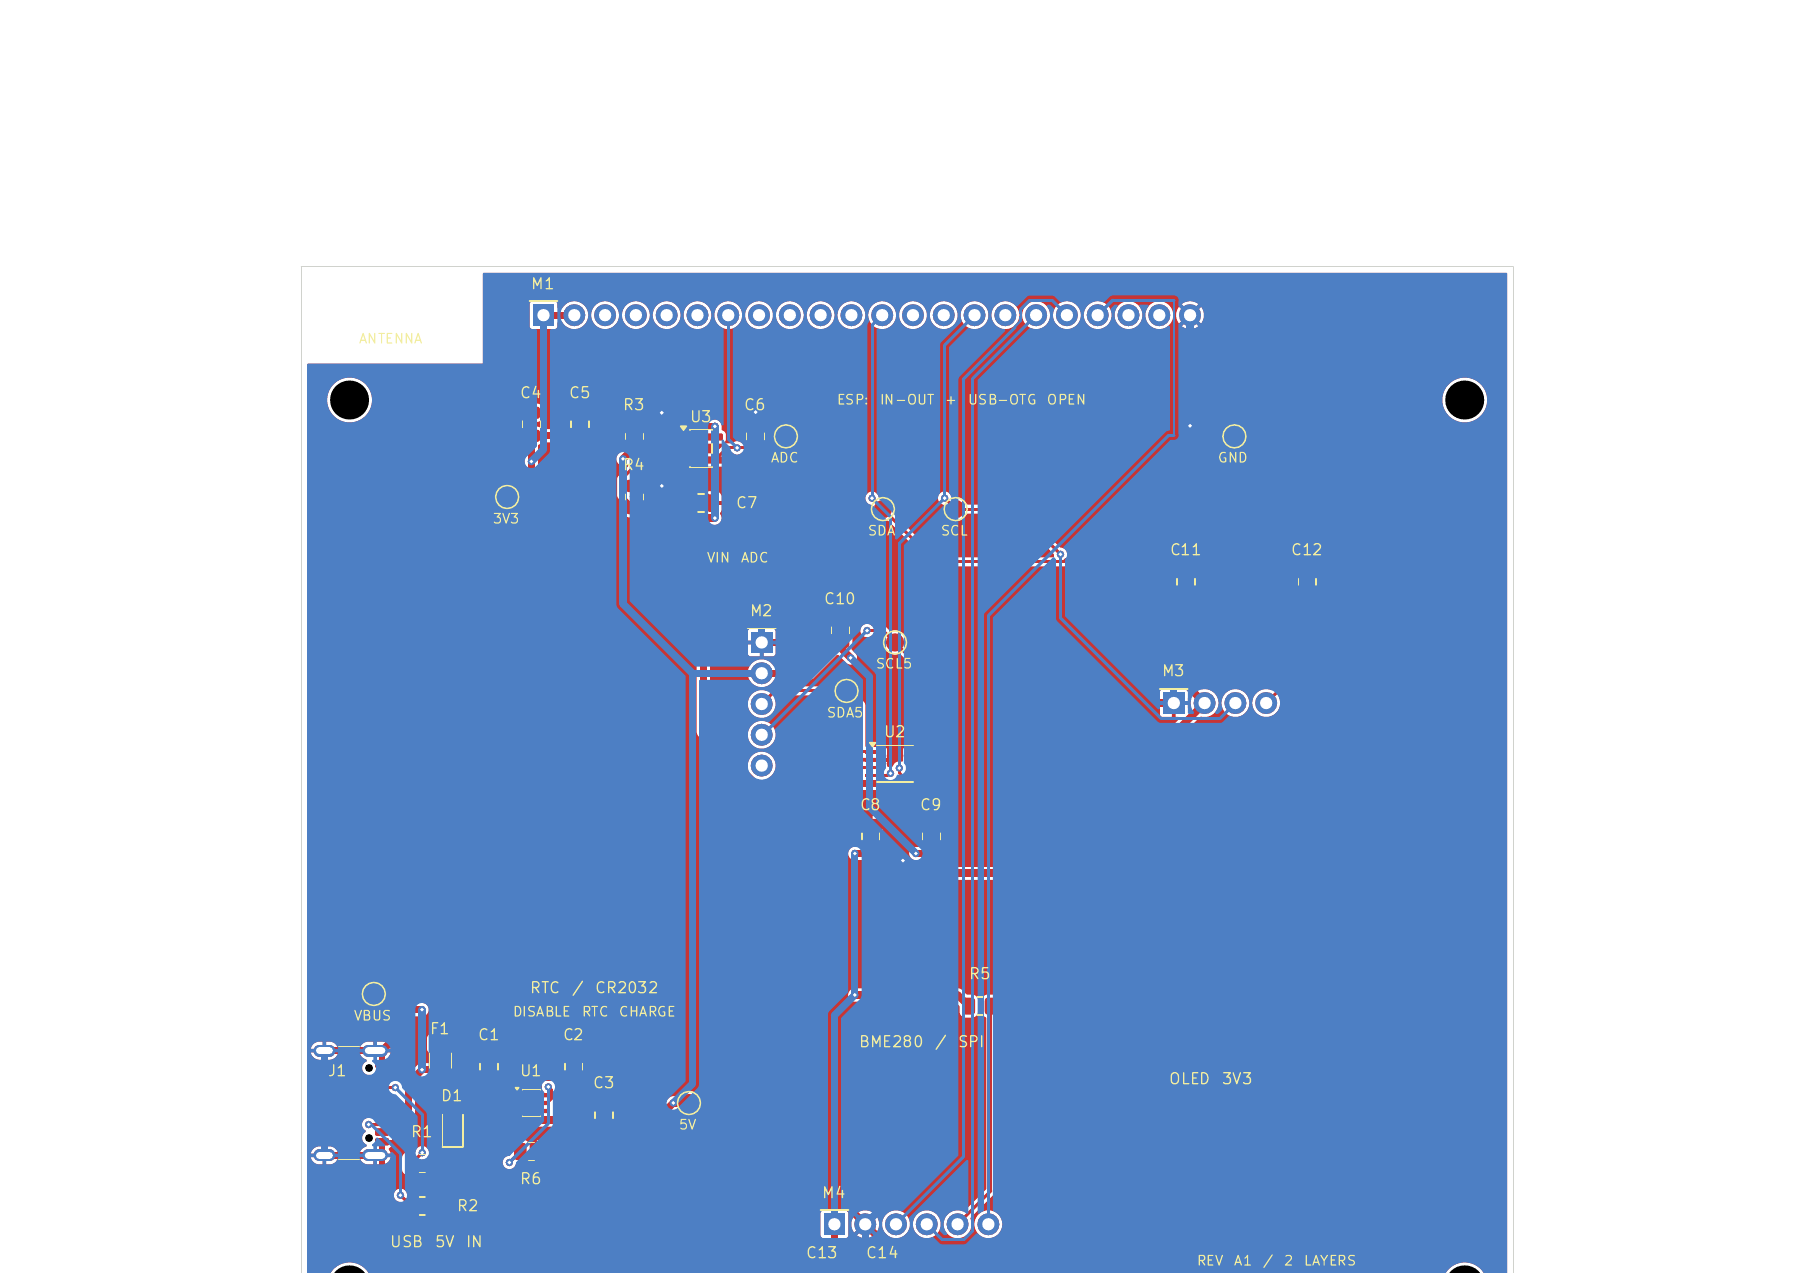 M1
ANTENNA
C4
C5
R3
C6
ESP: IN-OUT + USB-OTG OPEN
U3
ADC
GND
R4
3V3
C7
SDA
SCL
VIN ADC
C11
C12
C10
M2
SCL5
M3
SDA5
U2
C8
C9
R5
RTC / CR2032
DISABLE RTC CHARGE
VBUS
F1
C1
C2
BME280 / SPI
J1
U1
OLED 3V3
C3
D1
5V
R1
R6
M4
R2
USB 5V IN
C13
C14
REV A1 / 2 LAYERS